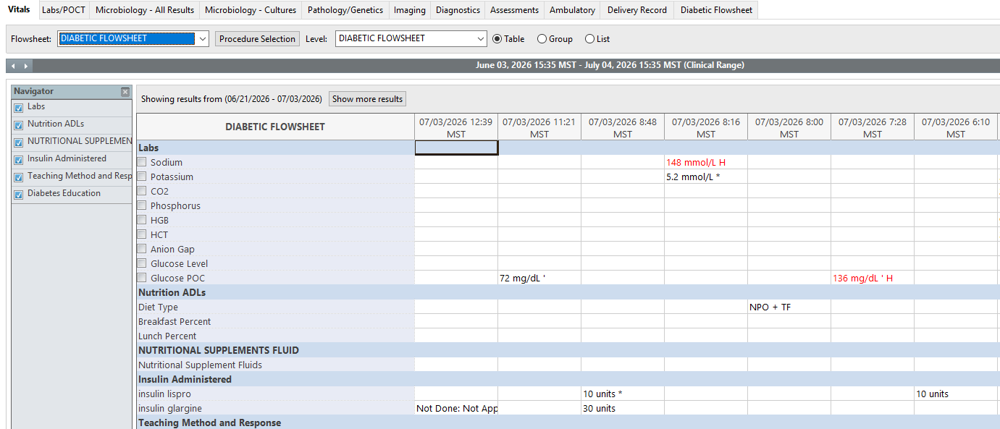 Vitals Labs/POCT Microbiology - All Results Microbiology - Cultures Pathology/Genetics Imaging Diagnostics Assessments Ambulatory Delivery Record Diabetic Flowsheet
Flowsheet: DIABETIC FLOWSHEET Procedure Selection Level: DIABETIC FLOWSHEET Table Group List
June 03, 2026 15:35 MST - July 04, 2026 15:35 MST (Clinical Range)
Navigator
Labs
Nutrition ADLs
NUTRITIONAL SUPPLEMEN
Insulin Administered
Teaching Method and Resp
Diabetes Education
Showing results from (06/21/2026 - 07/03/2026) Show more results
DIABETIC FLOWSHEET 07/03/2026 12:39 MST 07/03/2026 11:21 MST 07/03/2026 8:48 MST 07/03/2026 8:16 MST 07/03/2026 8:00 MST 07/03/2026 7:28 MST 07/03/2026 6:10 MST
Labs
Sodium 148 mmol/L H
Potassium 5.2 mmol/L *
CO2
Phosphorus
HGB
HCT
Anion Gap
Glucose Level
Glucose POC 72 mg/dL ' 136 mg/dL ' H
Nutrition ADLs
Diet Type NPO + TF
Breakfast Percent
Lunch Percent
NUTRITIONAL SUPPLEMENTS FLUID
Nutritional Supplement Fluids
Insulin Administered
insulin lispro 10 units * 10 units
insulin glargine Not Done: Not App 30 units
Teaching Method and Response